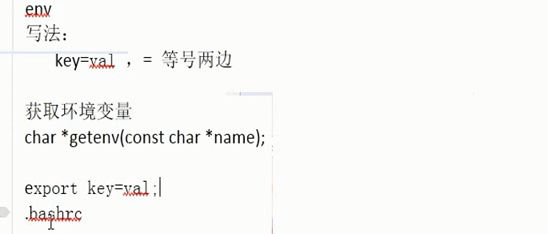 env
写法：
key=val ，= 等号两边
获取环境变量
char *getenv(const char *name);
export key=val;
.bashrc